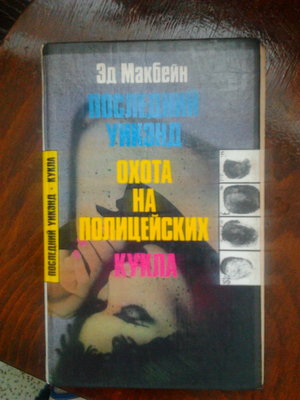 Эд Макбейн
ПОСЛЕДНИЙ
УИКЭНД
ОХОТА
НА
ПОЛИЦЕЙСКИХ
КУКЛА
ПОСЛЕДНИЙ УИКЭНД • КУКЛА